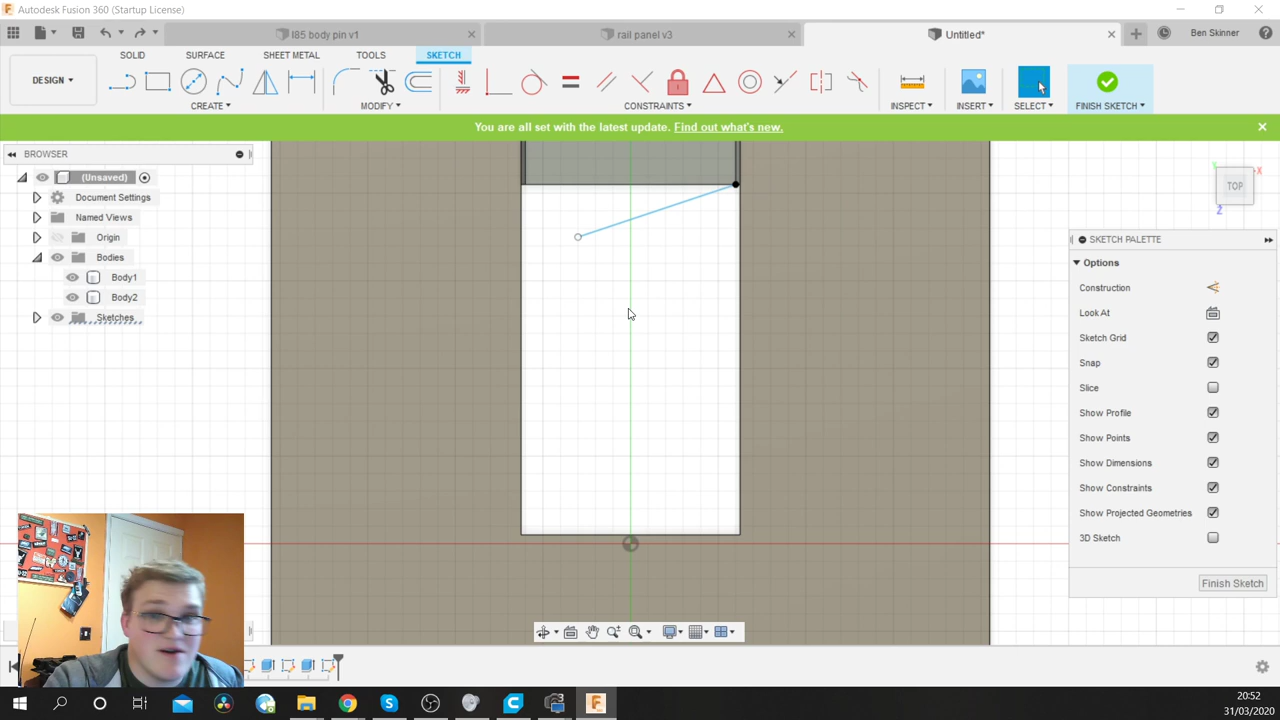 Autodesk Fusion 360 (Startup License)
I85 body pin v1
rail panel v3
Untitled*
Ben Skinner
SOLID
SURFACE
SHEET METAL
TOOLS
SKETCH
DESIGN
CREATE
MODIFY
CONSTRAINTS
INSPECT
INSERT
SELECT
FINISH SKETCH
You are all set with the latest update. Find out what's new.
BROWSER
(Unsaved)
Document Settings
Named Views
Origin
Bodies
Body1
Body2
Sketches
TOP
X
Z
SKETCH PALETTE
Options
Construction
Look At
Sketch Grid
Snap
Slice
Show Profile
Show Points
Show Dimensions
Show Constraints
Show Projected Geometries
3D Sketch
Finish Sketch
20:52
31/03/2020